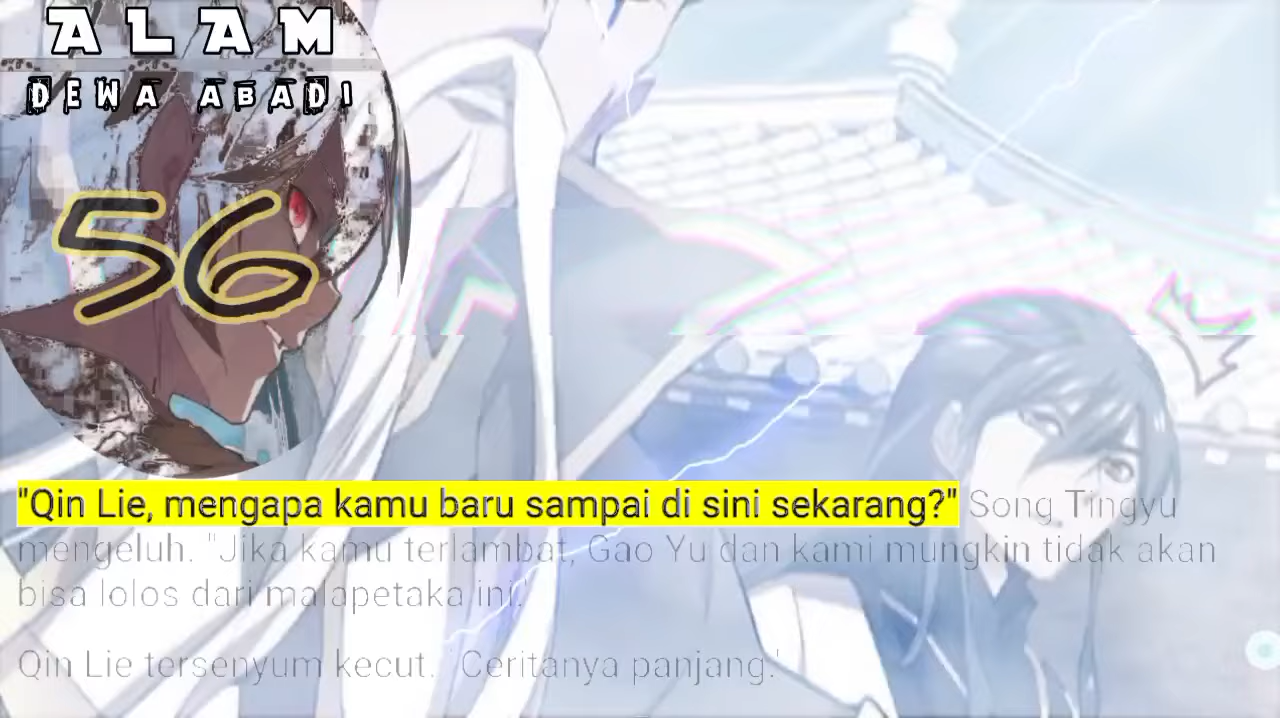 ALAM
DEWA ABADI
56
"Qin Lie, mengapa kamu baru sampai di sini sekarang?" Song Tingyu
mengeluh. "Jika kamu terlambat, Gao Yu dan kami mungkin tidak akan
bisa lolos dari malapetaka ini."
Qin Lie tersenyum kecut. "Ceritanya panjang."